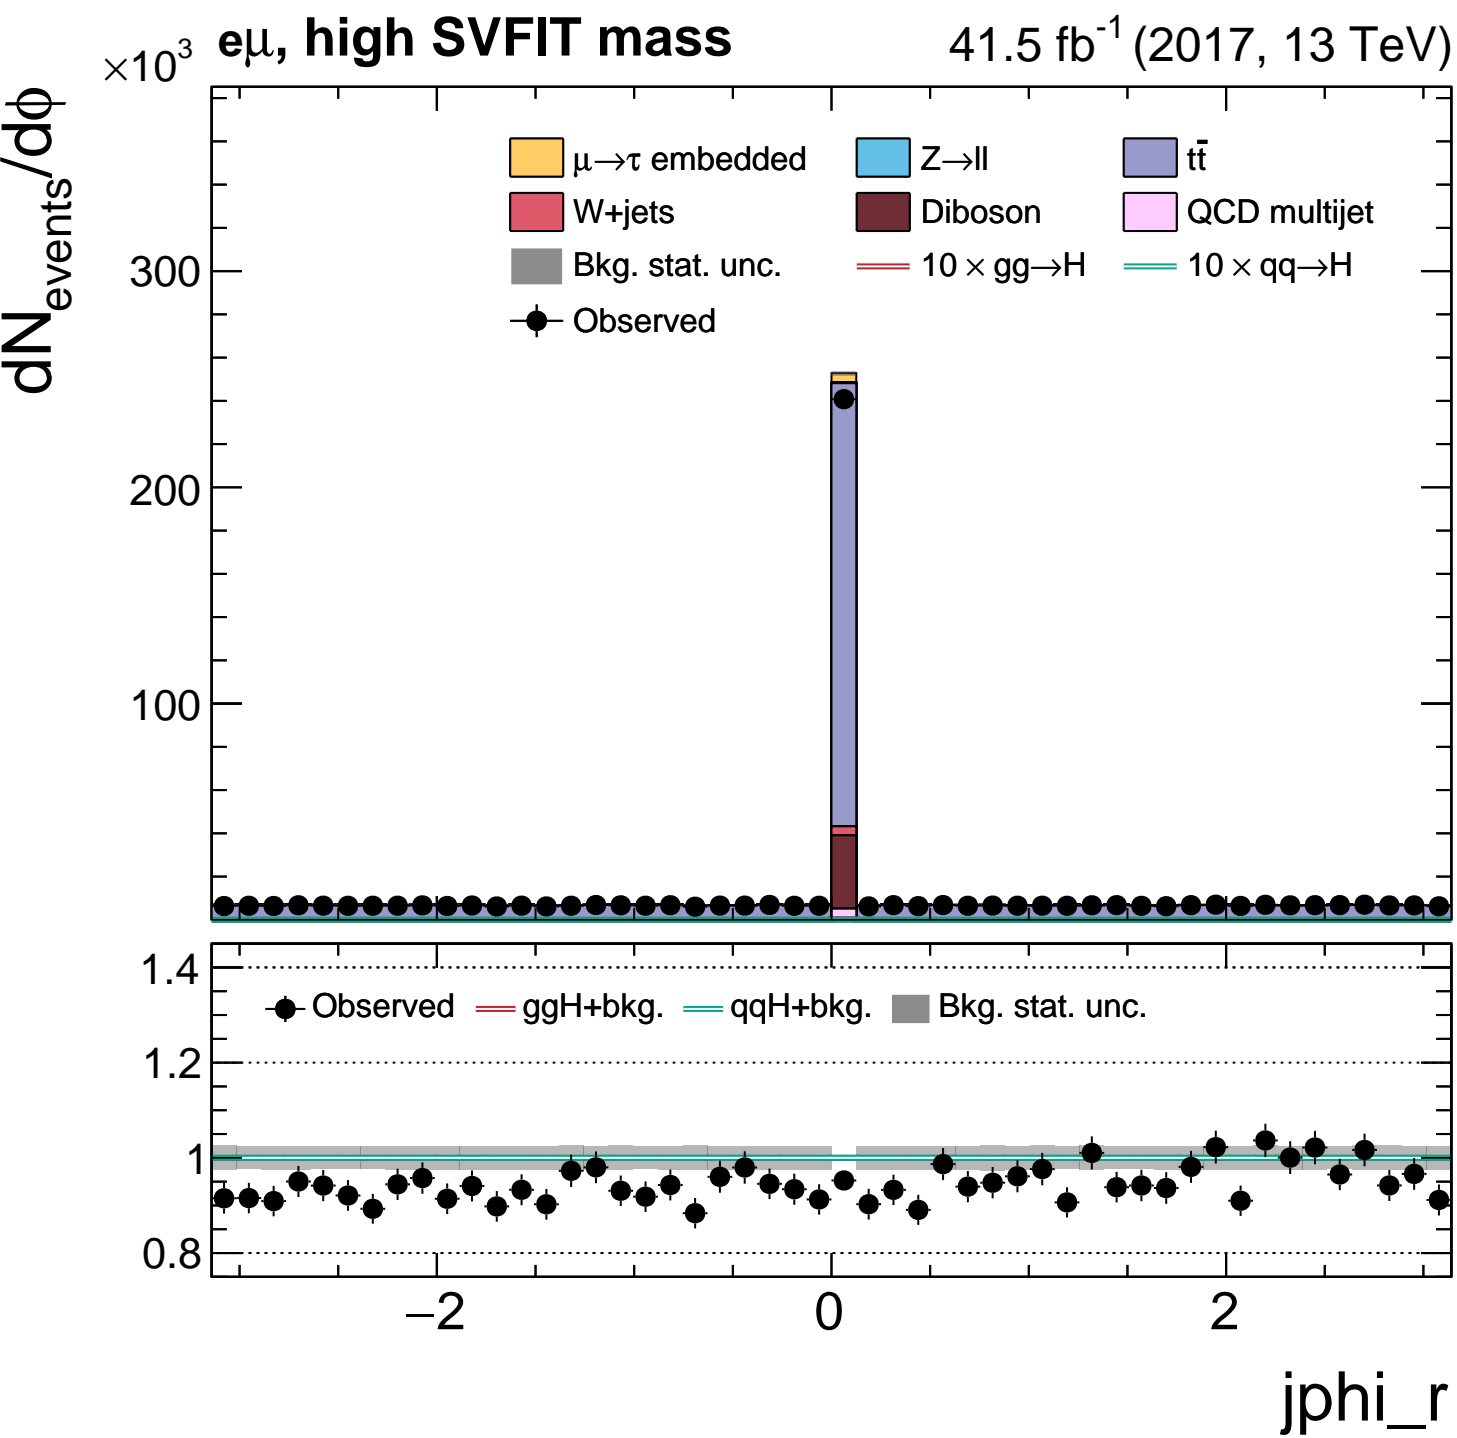 ×10³ eμ, high SVFIT mass 41.5 fb⁻¹ (2017, 13 TeV)
dN_events/dϕ
μ→τ embedded Z→ll tt̄
W+jets Diboson QCD multijet
Bkg. stat. unc. 10 × gg→H 10 × qq→H
Observed
300
200
100
1.4
Observed ggH+bkg. qqH+bkg. Bkg. stat. unc.
1.2
1
0.8
−2 0 2
jphi_r